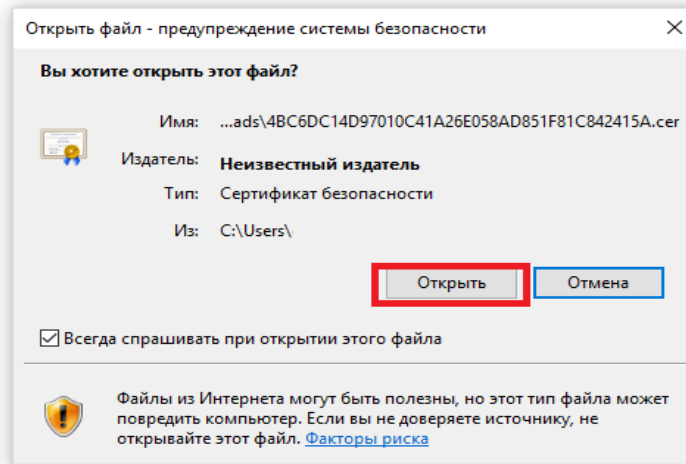 Открыть файл - предупреждение системы безопасности
Вы хотите открыть этот файл?
Имя: ...ads\4BC6DC14D97010C41A26E058AD851F81C842415A.cer
Издатель: Неизвестный издатель
Тип: Сертификат безопасности
Из: C:\Users\
Открыть Отмена
Всегда спрашивать при открытии этого файла
Файлы из Интернета могут быть полезны, но этот тип файла может
повредить компьютер. Если вы не доверяете источнику, не
открывайте этот файл. Факторы риска